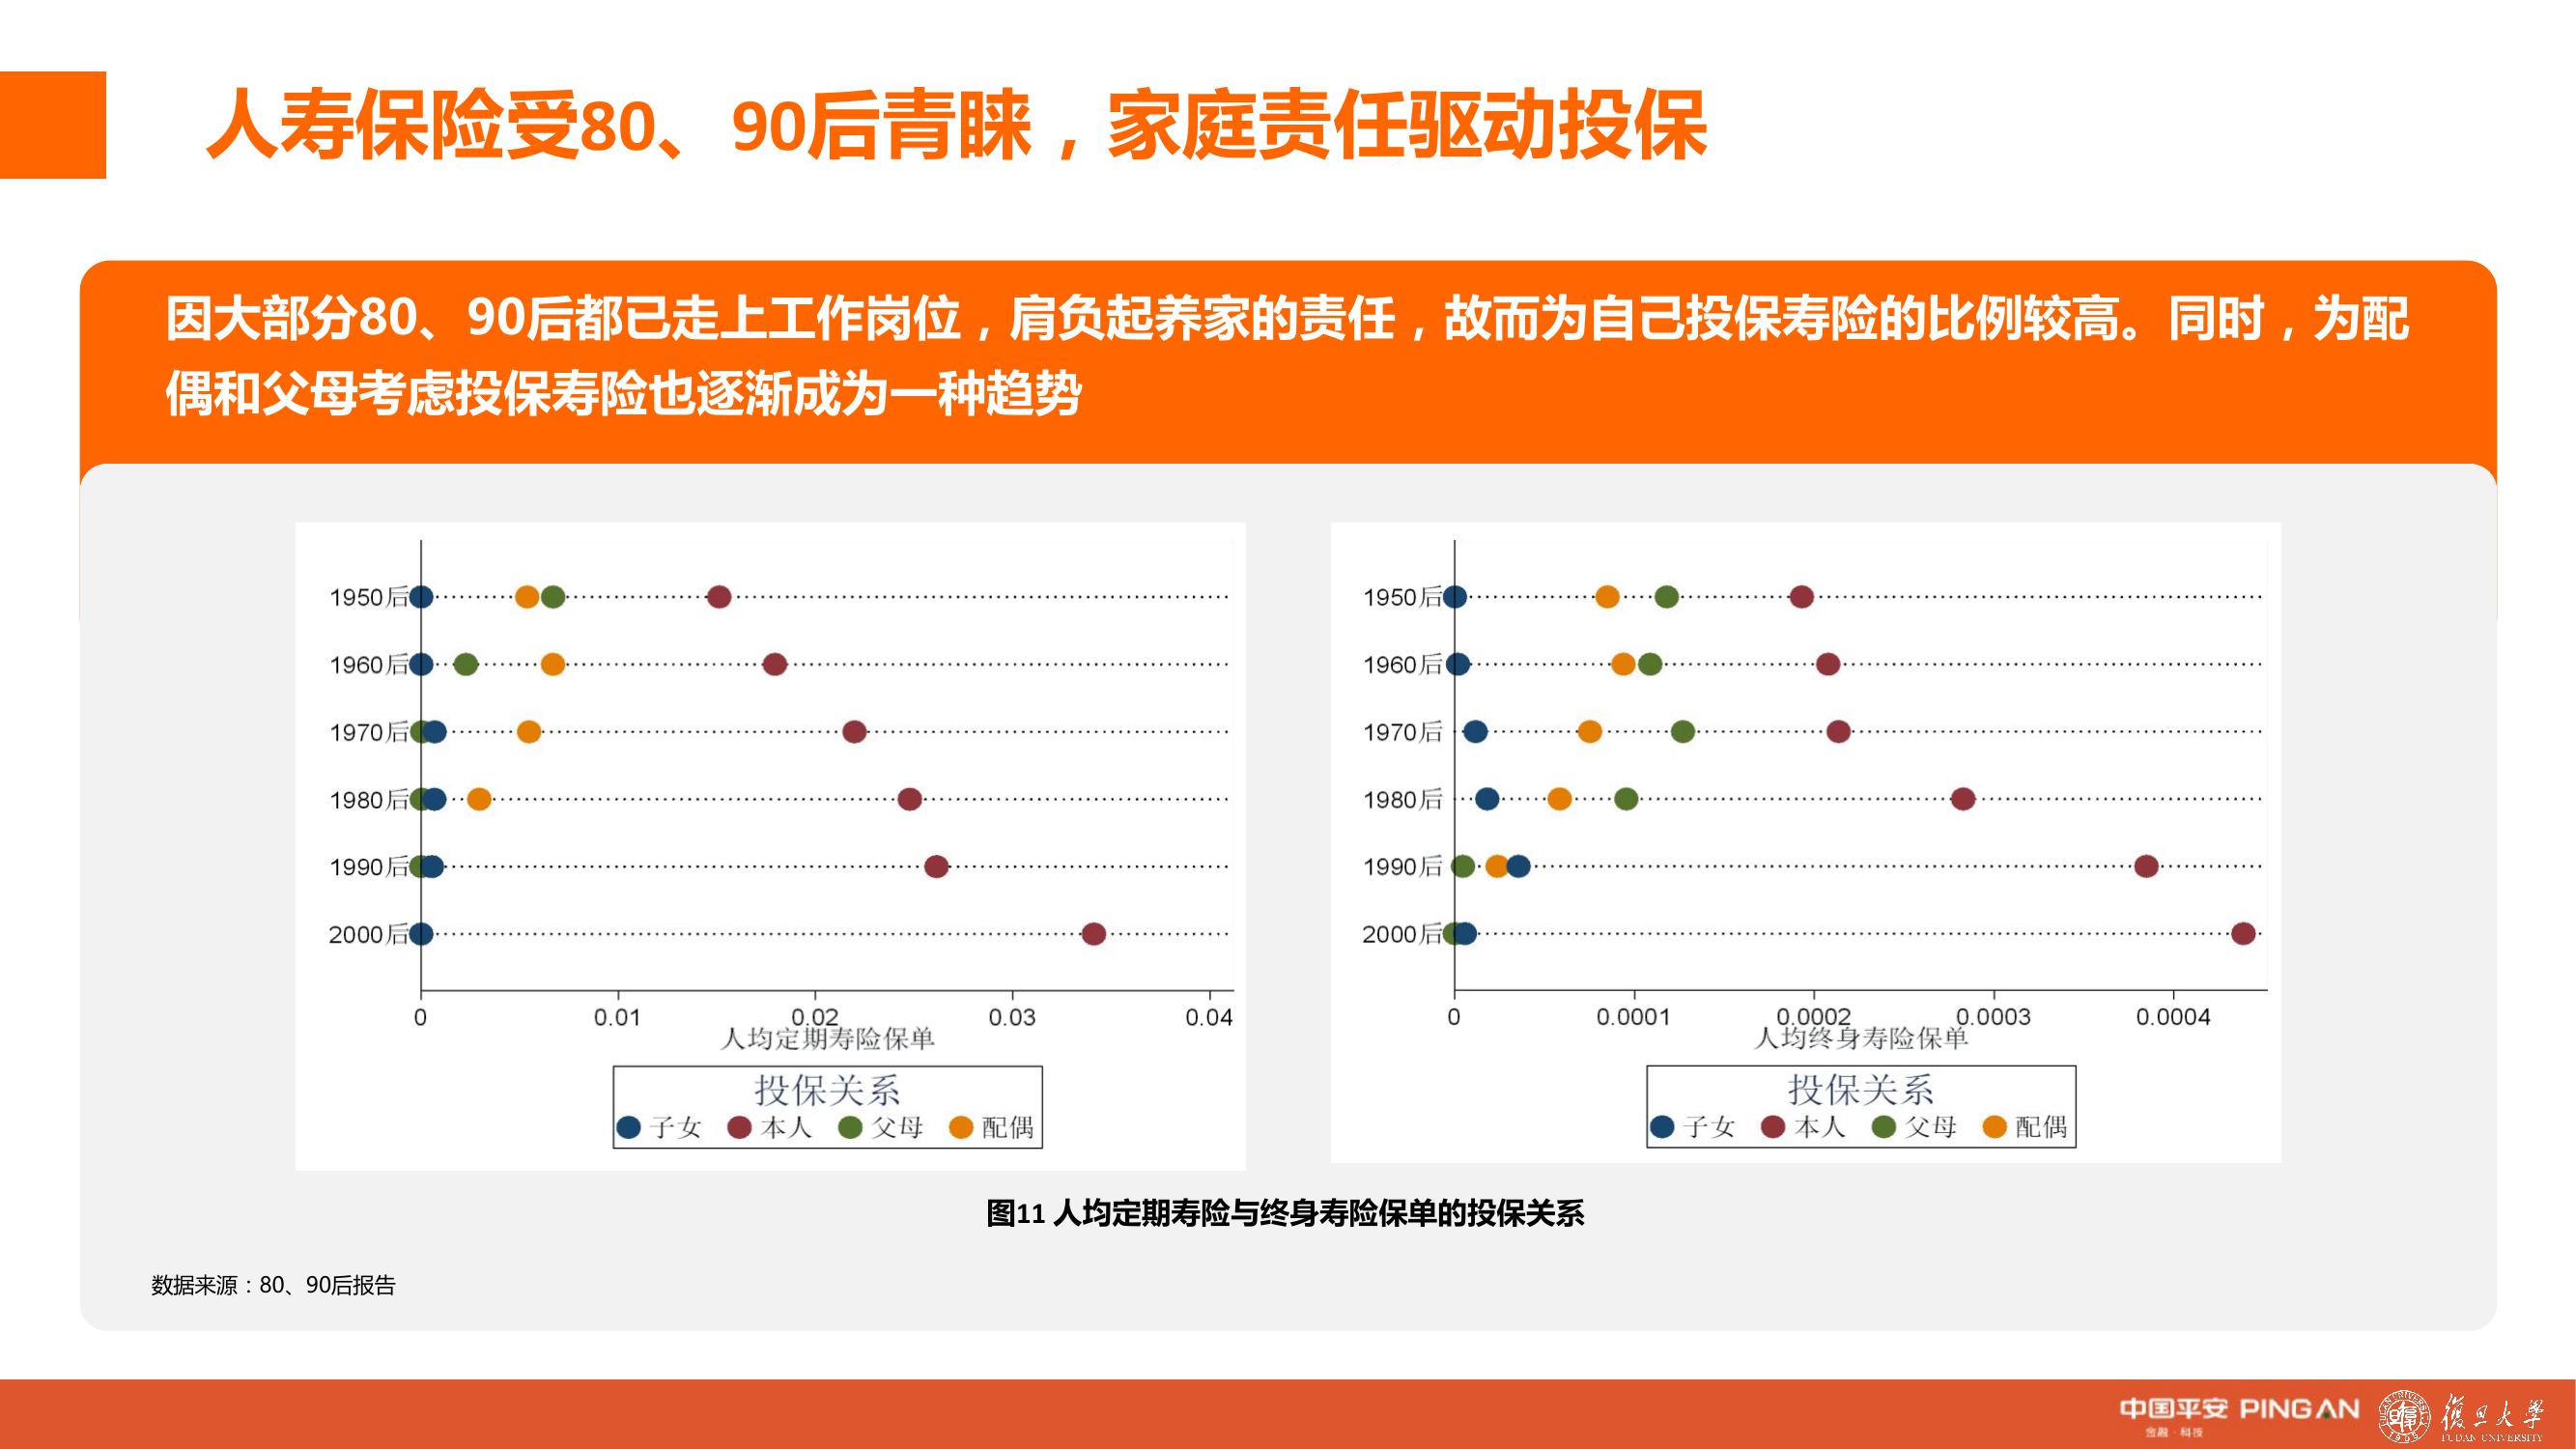 人寿保险受80、90后青睐，家庭责任驱动投保
因大部分80、90后都已走上工作岗位，肩负起养家的责任，故而为自己投保寿险的比例较高。同时，为配
偶和父母考虑投保寿险也逐渐成为一种趋势
1950后
1960后
1970后
1980后
1990后
2000后
0 0.01 0.02 0.03 0.04
人均定期寿险保单
投保关系
子女 本人 父母 配偶
1950后
1960后
1970后
1980后
1990后
2000后
0 0.0001 0.0002 0.0003 0.0004
人均终身寿险保单
投保关系
子女 本人 父母 配偶
图11 人均定期寿险与终身寿险保单的投保关系
数据来源：80、90后报告
中国平安 PING AN
金融·科技
復旦大學
FUDAN UNIVERSITY